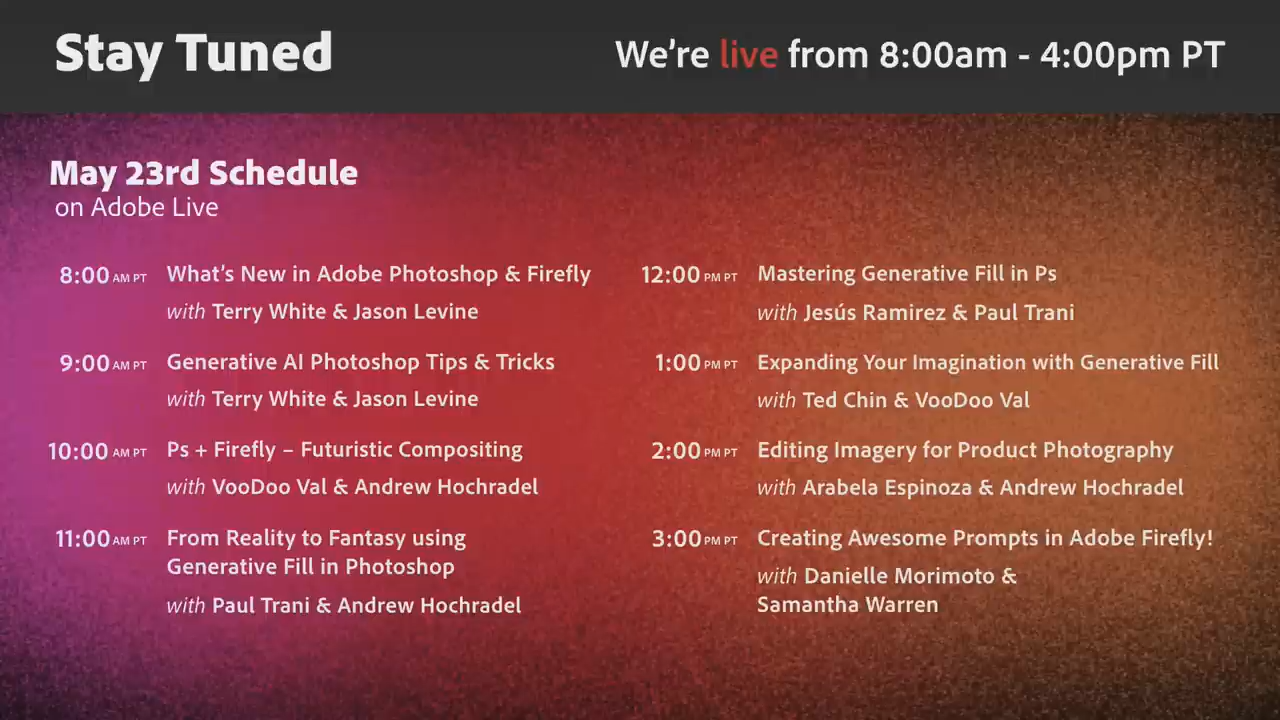 Stay Tuned
We're live from 8:00am - 4:00pm PT
May 23rd Schedule
on Adobe Live
8:00 AM PT What's New in Adobe Photoshop & Firefly
with Terry White & Jason Levine
9:00 AM PT Generative AI Photoshop Tips & Tricks
with Terry White & Jason Levine
10:00 AM PT Ps + Firefly – Futuristic Compositing
with VooDoo Val & Andrew Hochradel
11:00 AM PT From Reality to Fantasy using
Generative Fill in Photoshop
with Paul Trani & Andrew Hochradel
12:00 PM PT Mastering Generative Fill in Ps
with Jesús Ramirez & Paul Trani
1:00 PM PT Expanding Your Imagination with Generative Fill
with Ted Chin & VooDoo Val
2:00 PM PT Editing Imagery for Product Photography
with Arabela Espinoza & Andrew Hochradel
3:00 PM PT Creating Awesome Prompts in Adobe Firefly!
with Danielle Morimoto &
Samantha Warren